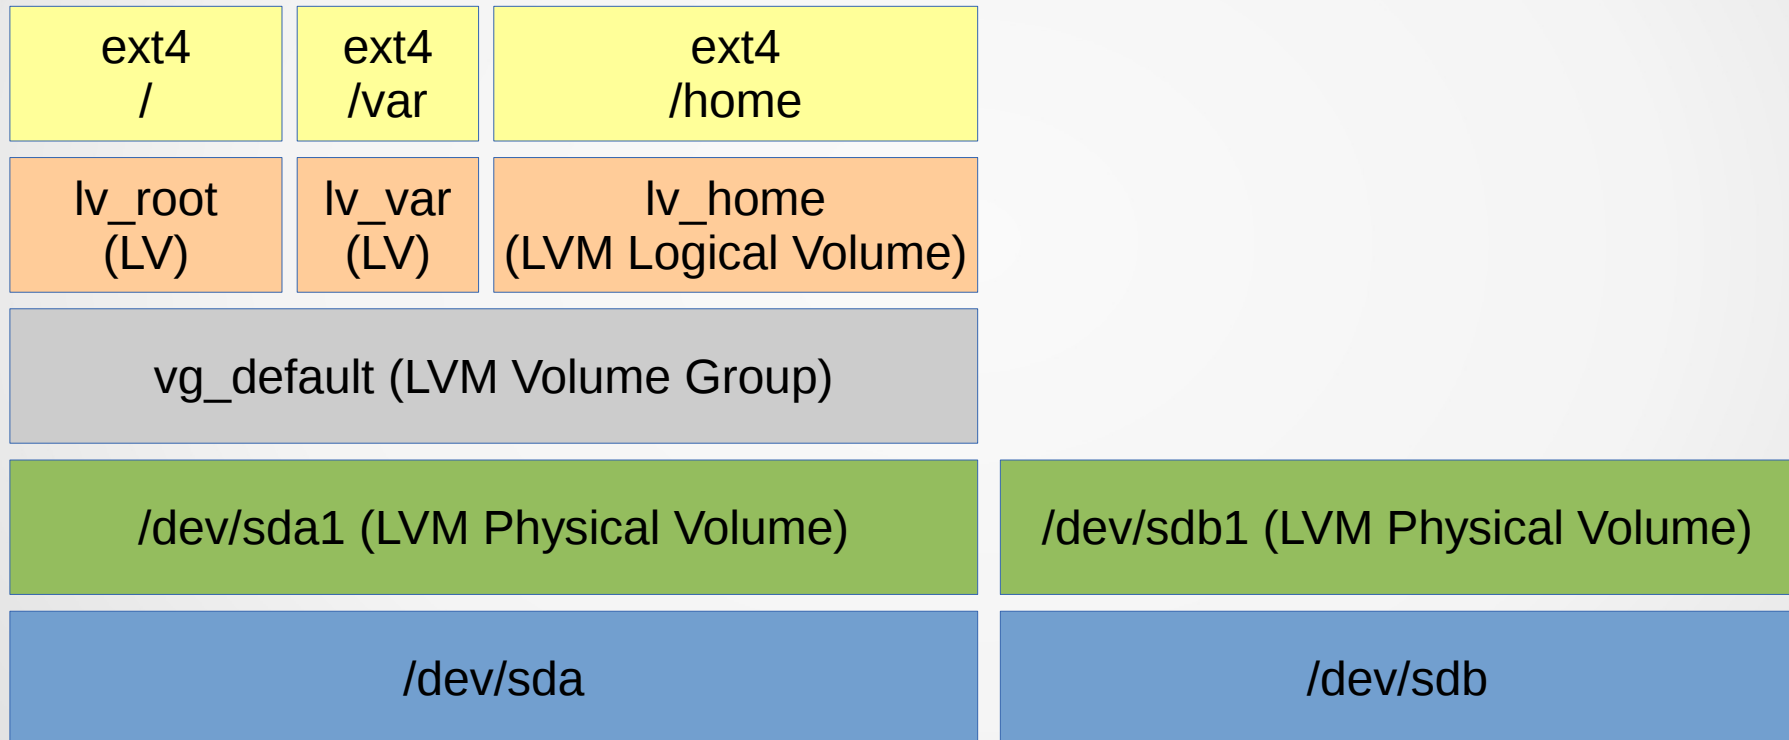 ext4
/
ext4
/var
ext4
/home
lv_root
(LV)
lv_var
(LV)
lv_home
(LVM Logical Volume)
vg_default (LVM Volume Group)
/dev/sda1 (LVM Physical Volume)
/dev/sdb1 (LVM Physical Volume)
/dev/sda
/dev/sdb